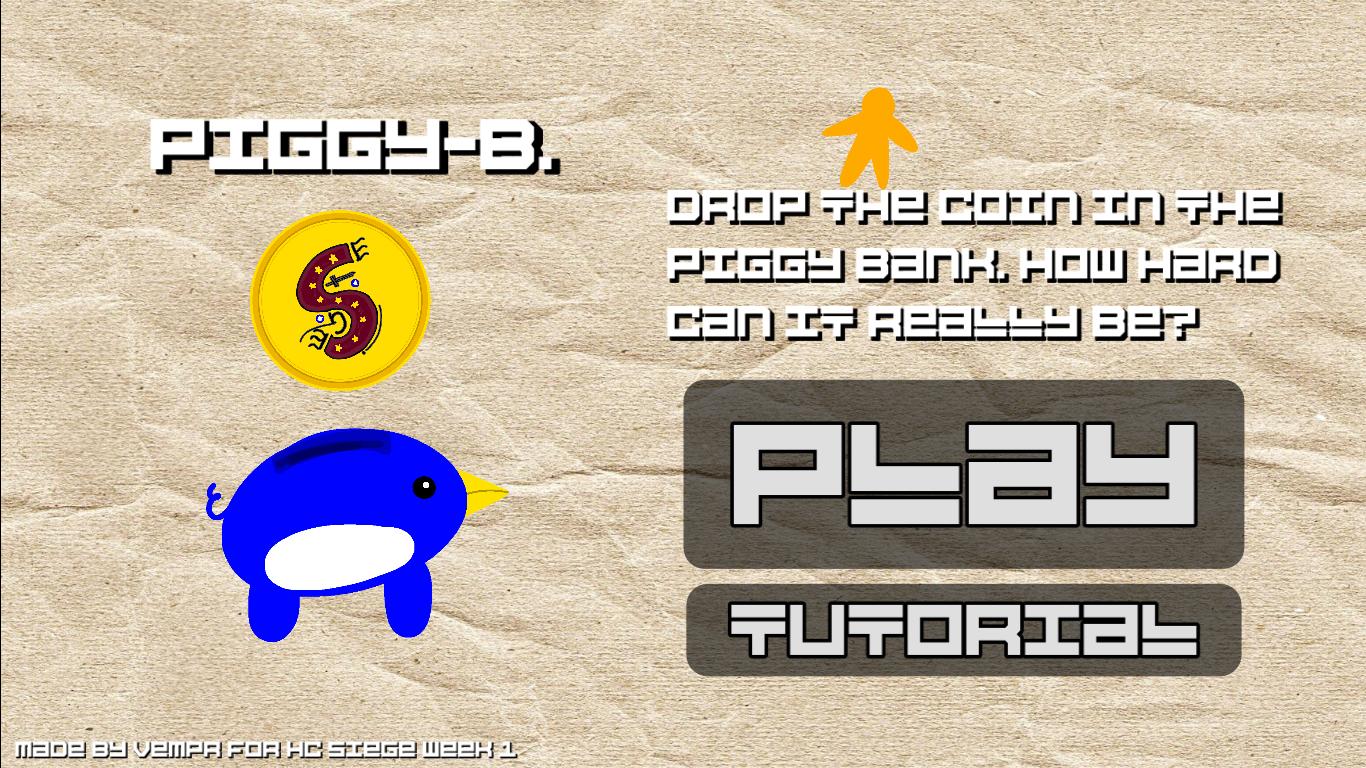 PIGGY-B.
DROP THE COIN IN THE
PIGGY BANK. HOW HARD
CAN IT REALLY BE?
PLAY
TUTORIAL
MADE BY VEMPR FOR HC SIEGE WEEK 1